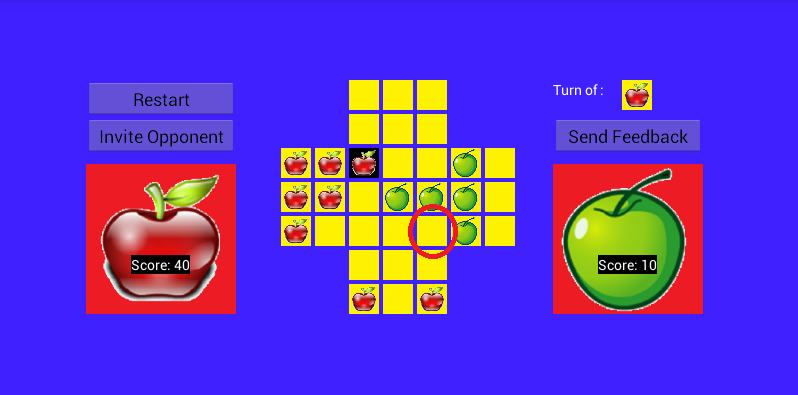 Restart
Invite Opponent
Score: 40
Turn of :
Send Feedback
Score: 10